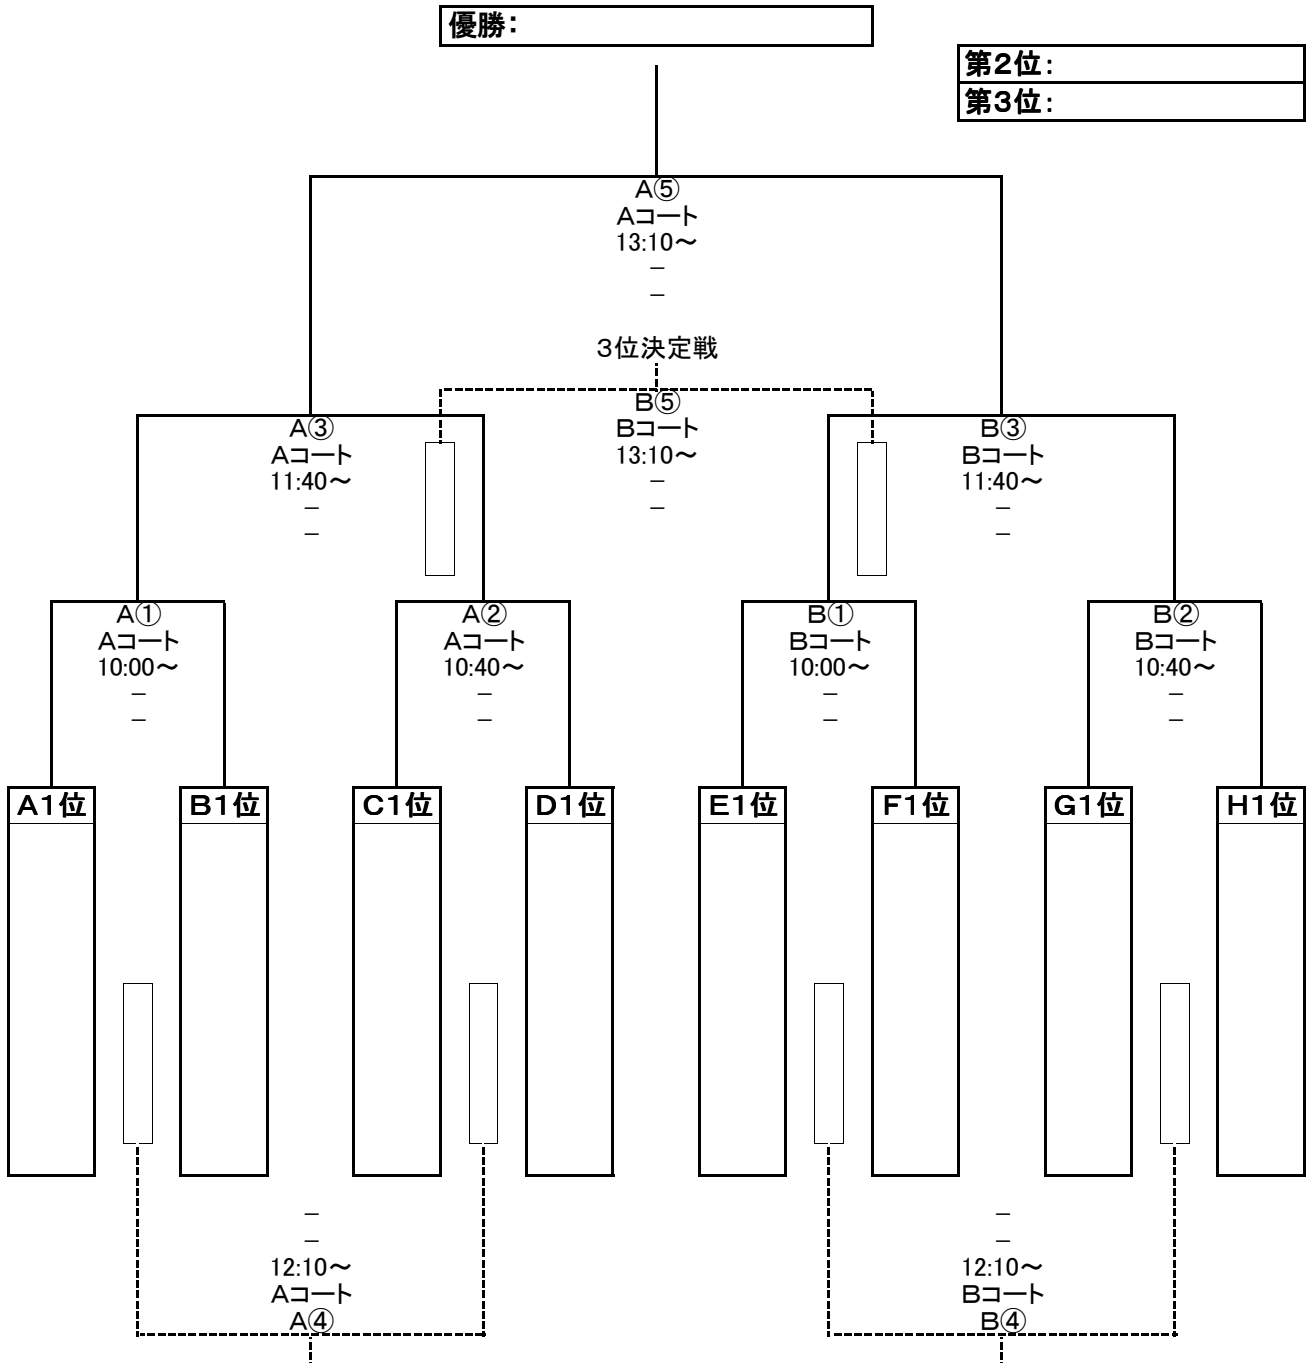 優勝：
第２位：
第３位：
A⑤
Aコート
13:10～
－
－
３位決定戦
B⑤
Bコート
13:10～
－
－
A③
Aコート
11:40～
－
－
B③
Bコート
11:40～
－
－
A①
Aコート
10:00～
－
－
A②
Aコート
10:40～
－
－
B①
Bコート
10:00～
－
－
B②
Bコート
10:40～
－
－
A１位
B１位
C１位
D１位
E１位
F１位
G１位
H１位
－
－
12:10～
Aコート
A④
－
－
12:10～
Bコート
B④